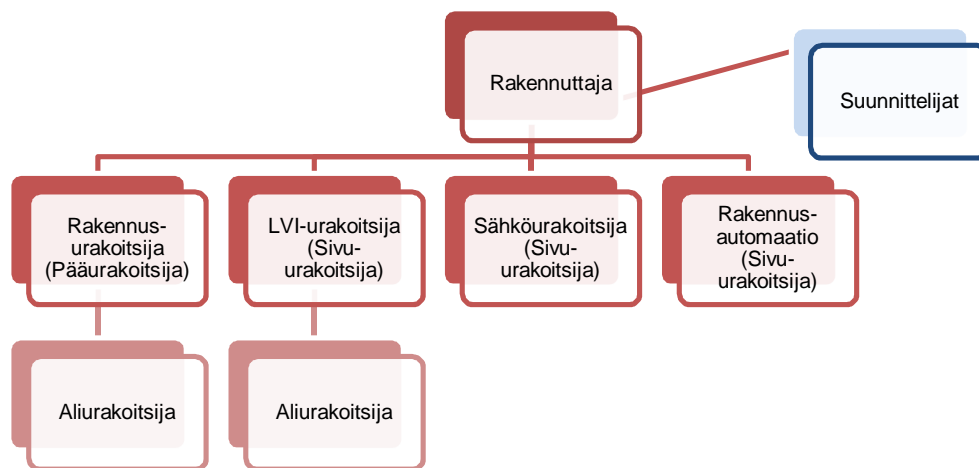 Rakennuttaja
Suunnittelijat
Rakennus-
urakoitsija
(Pääurakoitsija)
LVI-urakoitsija
(Sivu-
urakoitsija)
Sähköurakoitsija
(Sivu-
urakoitsija)
Rakennus-
automaatio
(Sivu-
urakoitsija)
Aliurakoitsija
Aliurakoitsija